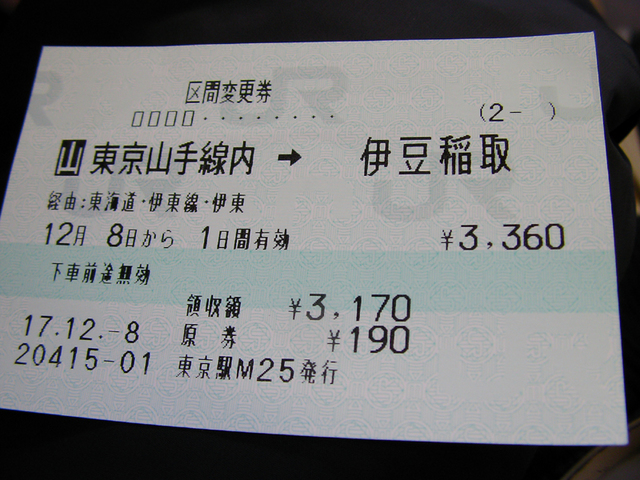 区間変更券
□□□□・・・・・・・・ (2- )
山 東京山手線内 → 伊豆稲取
経由:東海道・伊東線・伊東
12月 8日から 1日間有効 ¥3,360
下車前途無効
領収額 ¥3,170
17.12.-8 原 券 ¥190
20415-01 東京駅M25発行